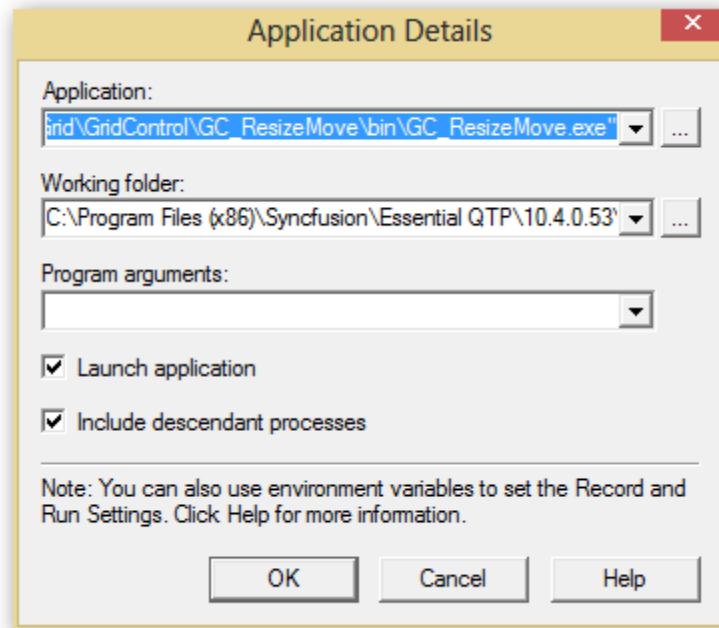 Application Details
Application:
Grid\GridControl\GC_ResizeMove\bin\GC_ResizeMove.exe"
...
Working folder:
C:\Program Files (x86)\Syncfusion\Essential QTP\10.4.0.53\
...
Program arguments:
Launch application
Include descendant processes
Note: You can also use environment variables to set the Record and
Run Settings. Click Help for more information.
OK Cancel Help